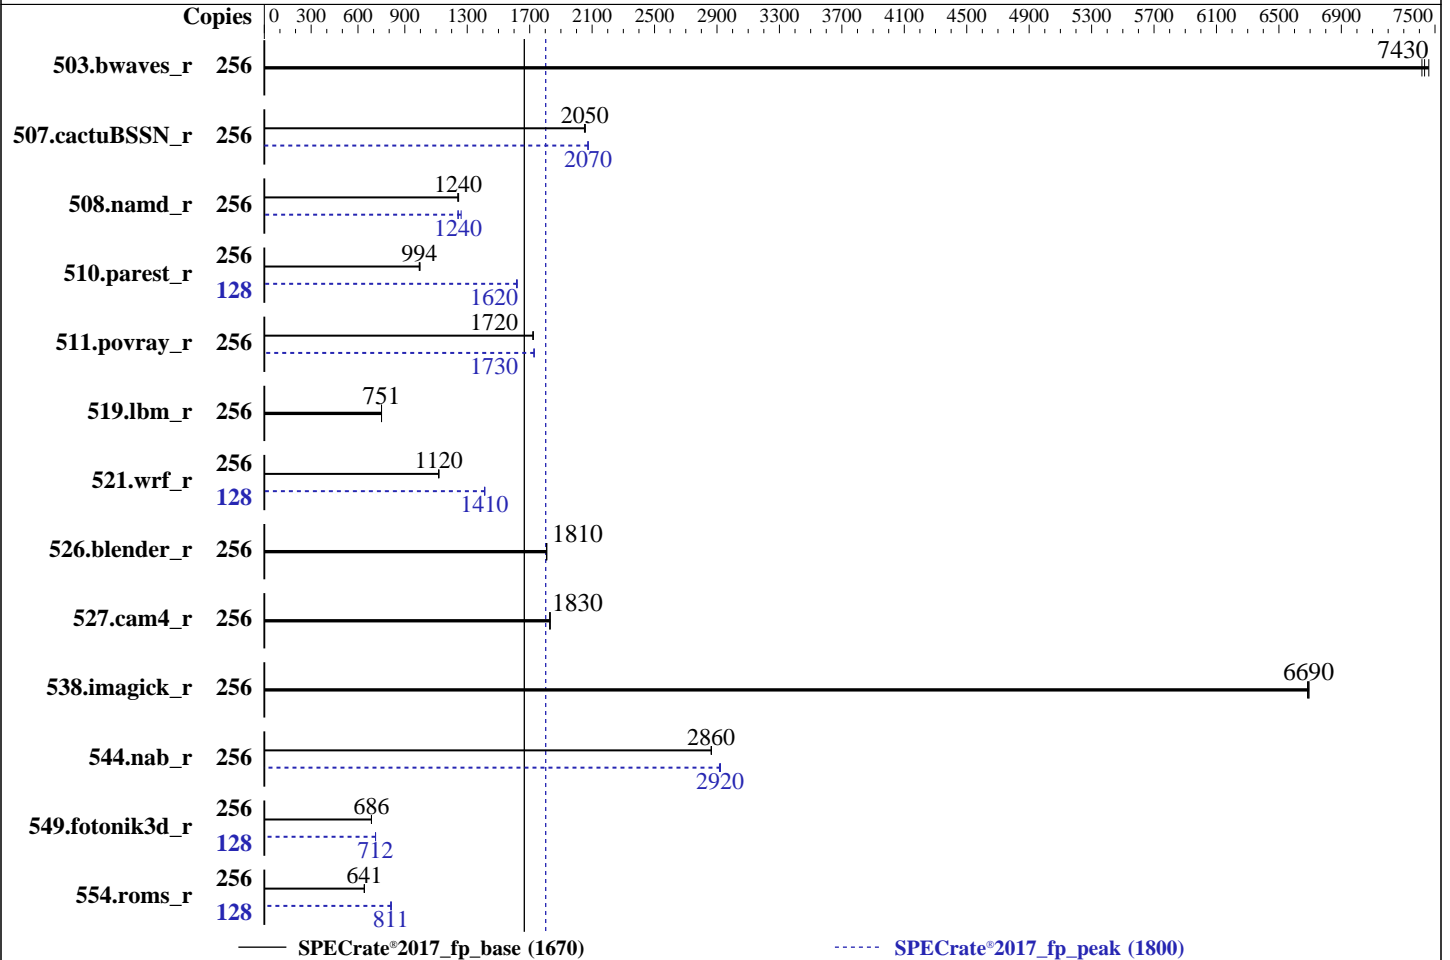 Copies 0 300 600 900 1300 1700 2100 2500 2900 3300 3700 4100 4500 4900 5300 5700 6100 6500 6900 7500
503.bwaves_r 256 7430
507.cactuBSSN_r 256 2050
2070
508.namd_r 256 1240
1240
510.parest_r 256 994
128 1620
511.povray_r 256 1720
1730
519.lbm_r 256 751
521.wrf_r 256 1120
128 1410
526.blender_r 256 1810
527.cam4_r 256 1830
538.imagick_r 256 6690
544.nab_r 256 2860
2920
549.fotonik3d_r 256 686
128 712
554.roms_r 256 641
128 811
SPECrate®2017_fp_base (1670) SPECrate®2017_fp_peak (1800)